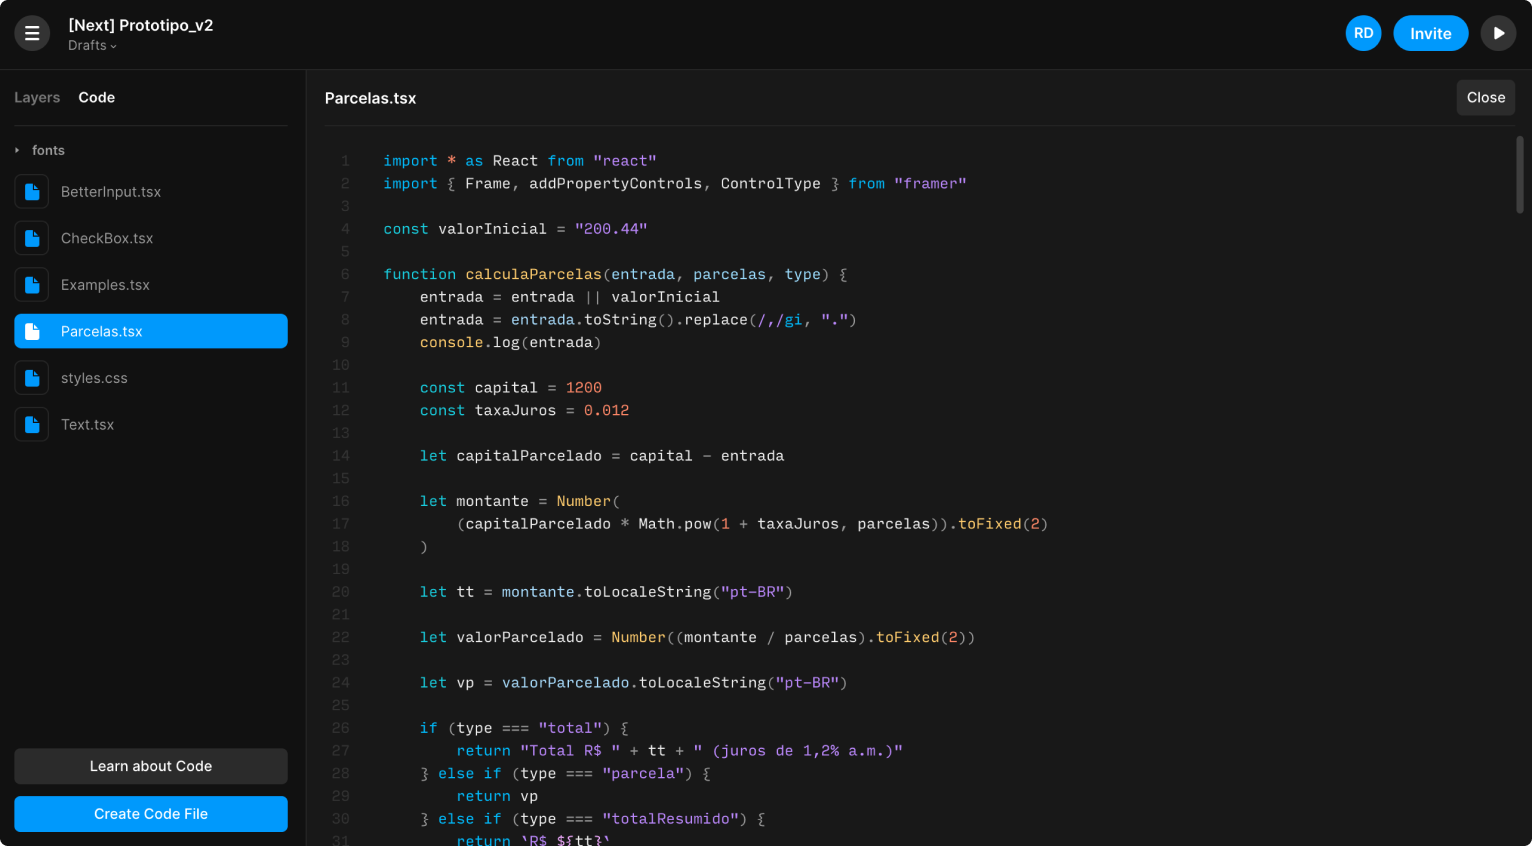 [Next] Prototipo_v2
Drafts
RD
Invite
Layers Code
fonts
BetterInput.tsx
CheckBox.tsx
Examples.tsx
Parcelas.tsx
styles.css
Text.tsx
Learn about Code
Create Code File
Parcelas.tsx
Close
1 import * as React from "react"
2 import { Frame, addPropertyControls, ControlType } from "framer"
3
4 const valorInicial = "200.44"
5
6 function calculaParcelas(entrada, parcelas, type) {
7 entrada = entrada || valorInicial
8 entrada = entrada.toString().replace(/,/gi, ".")
9 console.log(entrada)
10
11 const capital = 1200
12 const taxaJuros = 0.012
13
14 let capitalParcelado = capital - entrada
15
16 let montante = Number(
17 (capitalParcelado * Math.pow(1 + taxaJuros, parcelas)).toFixed(2)
18 )
19
20 let tt = montante.toLocaleString("pt-BR")
21
22 let valorParcelado = Number((montante / parcelas).toFixed(2))
23
24 let vp = valorParcelado.toLocaleString("pt-BR")
25
26 if (type === "total") {
27 return "Total R$ " + tt + " (juros de 1,2% a.m.)"
28 } else if (type === "parcela") {
29 return vp
30 } else if (type === "totalResumido") {
31 return `R$ ${tt}`